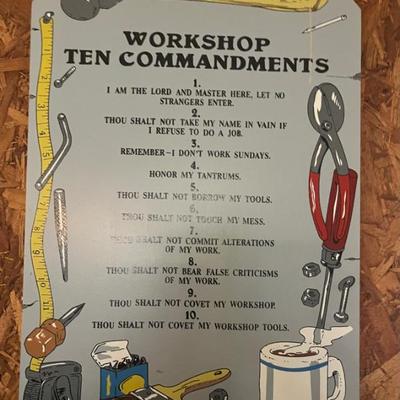 WORKSHOP
TEN COMMANDMENTS
1.
I AM THE LORD AND MASTER HERE, LET NO
STRANGERS ENTER.
2.
THOU SHALT NOT TAKE MY NAME IN VAIN IF
I REFUSE TO DO A JOB.
3.
REMEMBER—I DON'T WORK SUNDAYS.
4.
HONOR MY TANTRUMS.
5.
THOU SHALT NOT BORROW MY TOOLS.
6.
THOU SHALT NOT TOUCH MY MESS.
7.
THOU SHALT NOT COMMIT ALTERATIONS
OF MY WORK.
8.
THOU SHALT NOT BEAR FALSE CRITICISMS
OF MY WORK.
9.
THOU SHALT NOT COVET MY WORKSHOP.
10.
THOU SHALT NOT COVET MY WORKSHOP TOOLS.